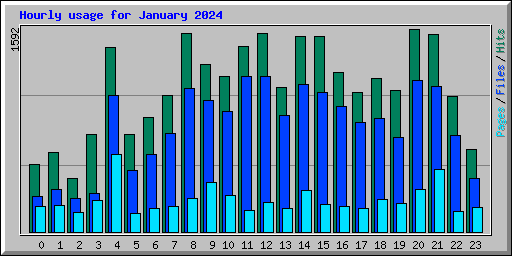 Hourly usage for January 2024
1592
Pages/Files/Hits
0 1 2 3 4 5 6 7 8 9 10 11 12 13 14 15 16 17 18 19 20 21 22 23